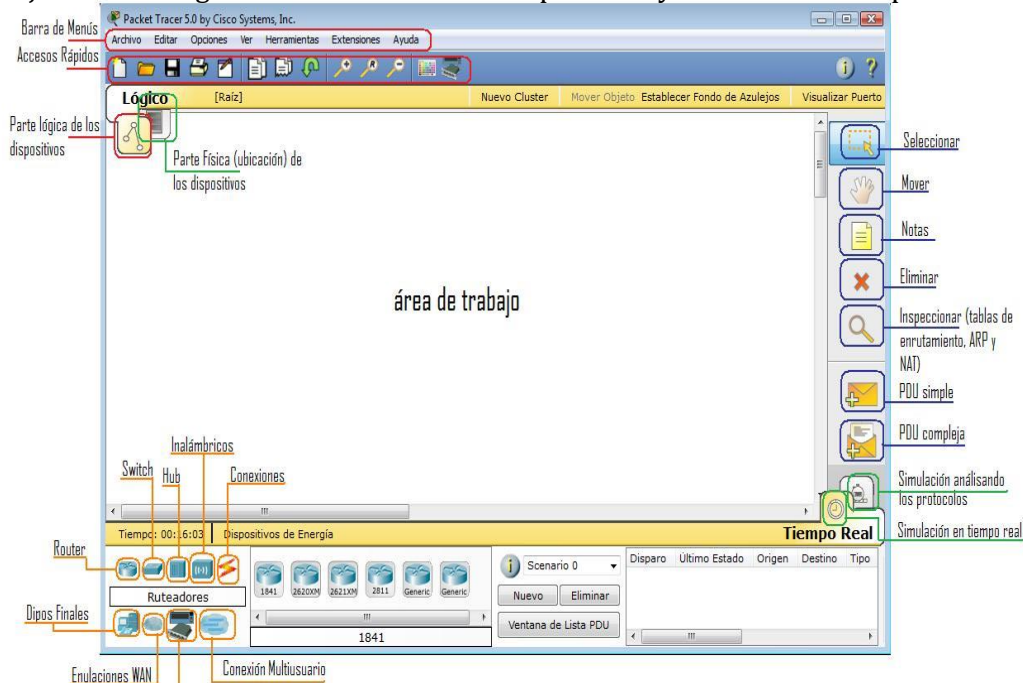 Packet Tracer 5.0 by Cisco Systems, Inc.
Barra de Menús
Archivo Editar Opciones Ver Herramientas Extensiones Ayuda
Accesos Rápidos
Lógico [Raíz] Nuevo Cluster Mover Objeto Establecer Fondo de Azulejos Visualizar Puerto
Parte lógica de los
dispositivos
Parte Física (ubicación) de
los dispositivos
Seleccionar
Mover
Notas
área de trabajo
Eliminar
Inspeccionar (tablas de
enrutamiento, ARP y
NAT)
PDU simple
PDU compleja
Inalámbricos
Switch
Hub
Conexiones
Simulación análisando
los protocolos
Simulación en tiempo real
Tiempo: 00:16:03 Dispositivos de Energía Tiempo Real
Router
1841 2620XM 2621XM 2811 Generic Generic
Scenario 0
Disparo Último Estado Origen Destino Tipo
Ruteadores
Nuevo Eliminar
Dipos Finales
Ventana de Lista PDU
1841
Enulaciones WAN
Conexión Multiusuario